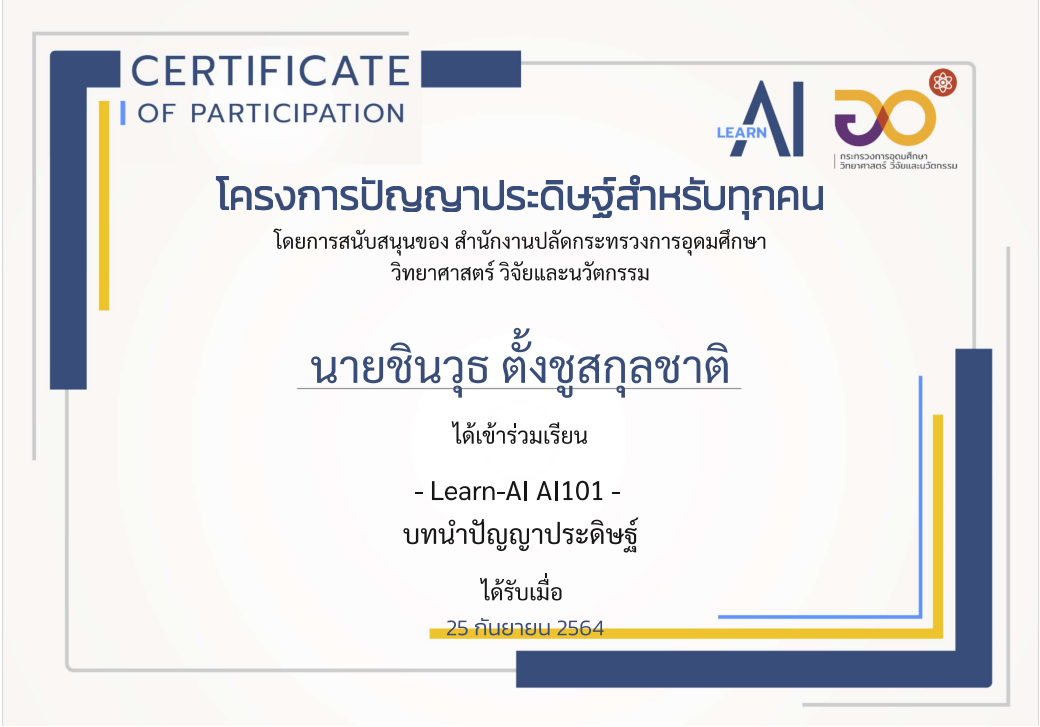 CERTIFICATE
OF PARTICIPATION
LEARN AI
กระทรวงการอุดมศึกษา
วิทยาศาสตร์ วิจัยและนวัตกรรม
โครงการปัญญาประดิษฐ์สำหรับทุกคน
โดยการสนับสนุนของ สำนักงานปลัดกระทรวงการอุดมศึกษา
วิทยาศาสตร์ วิจัยและนวัตกรรม
นายชินวุธ ตั้งชูสกุลชาติ
ได้เข้าร่วมเรียน
- Learn-AI AI101 -
บทนำปัญญาประดิษฐ์
ได้รับเมื่อ
25 กันยายน 2564